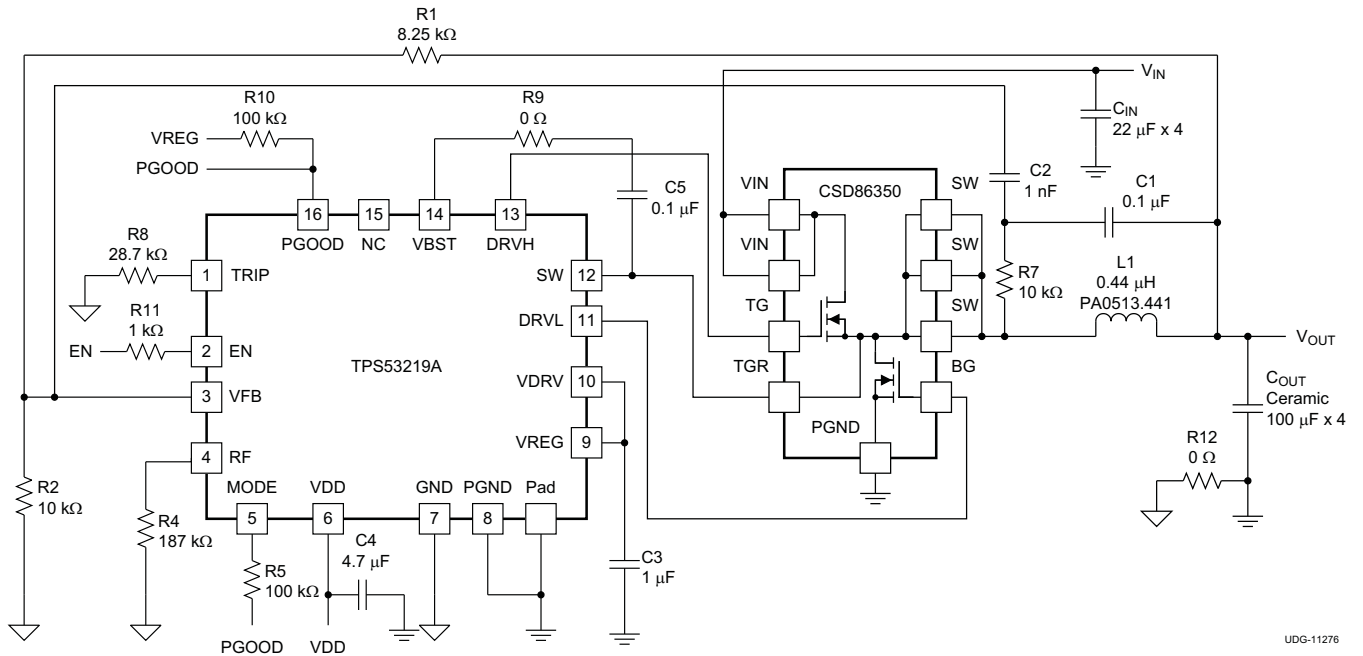 R1
8.25 kΩ
VIN
R10
100 kΩ
R9
0 Ω
CIN
22 μF x 4
VREG
PGOOD
C5
0.1 μF
VIN
CSD86350
SW
C2
1 nF
C1
0.1 μF
16
15
14
13
PGOOD
NC
VBST
DRVH
VIN
SW
R8
28.7 kΩ
1
TRIP
SW
12
TG
SW
R7
10 kΩ
L1
0.44 μH
PA0513.441
R11
1 kΩ
DRVL
11
EN
2
EN
TPS53219A
TGR
BG
VOUT
3
VFB
VDRV
10
PGND
COUT
Ceramic
100 μF x 4
4
RF
VREG
9
R12
0 Ω
R2
10 kΩ
MODE
VDD
GND
PGND
Pad
5
6
7
8
R4
187 kΩ
C4
4.7 μF
C3
1 μF
R5
100 kΩ
PGOOD
VDD
UDG-11276